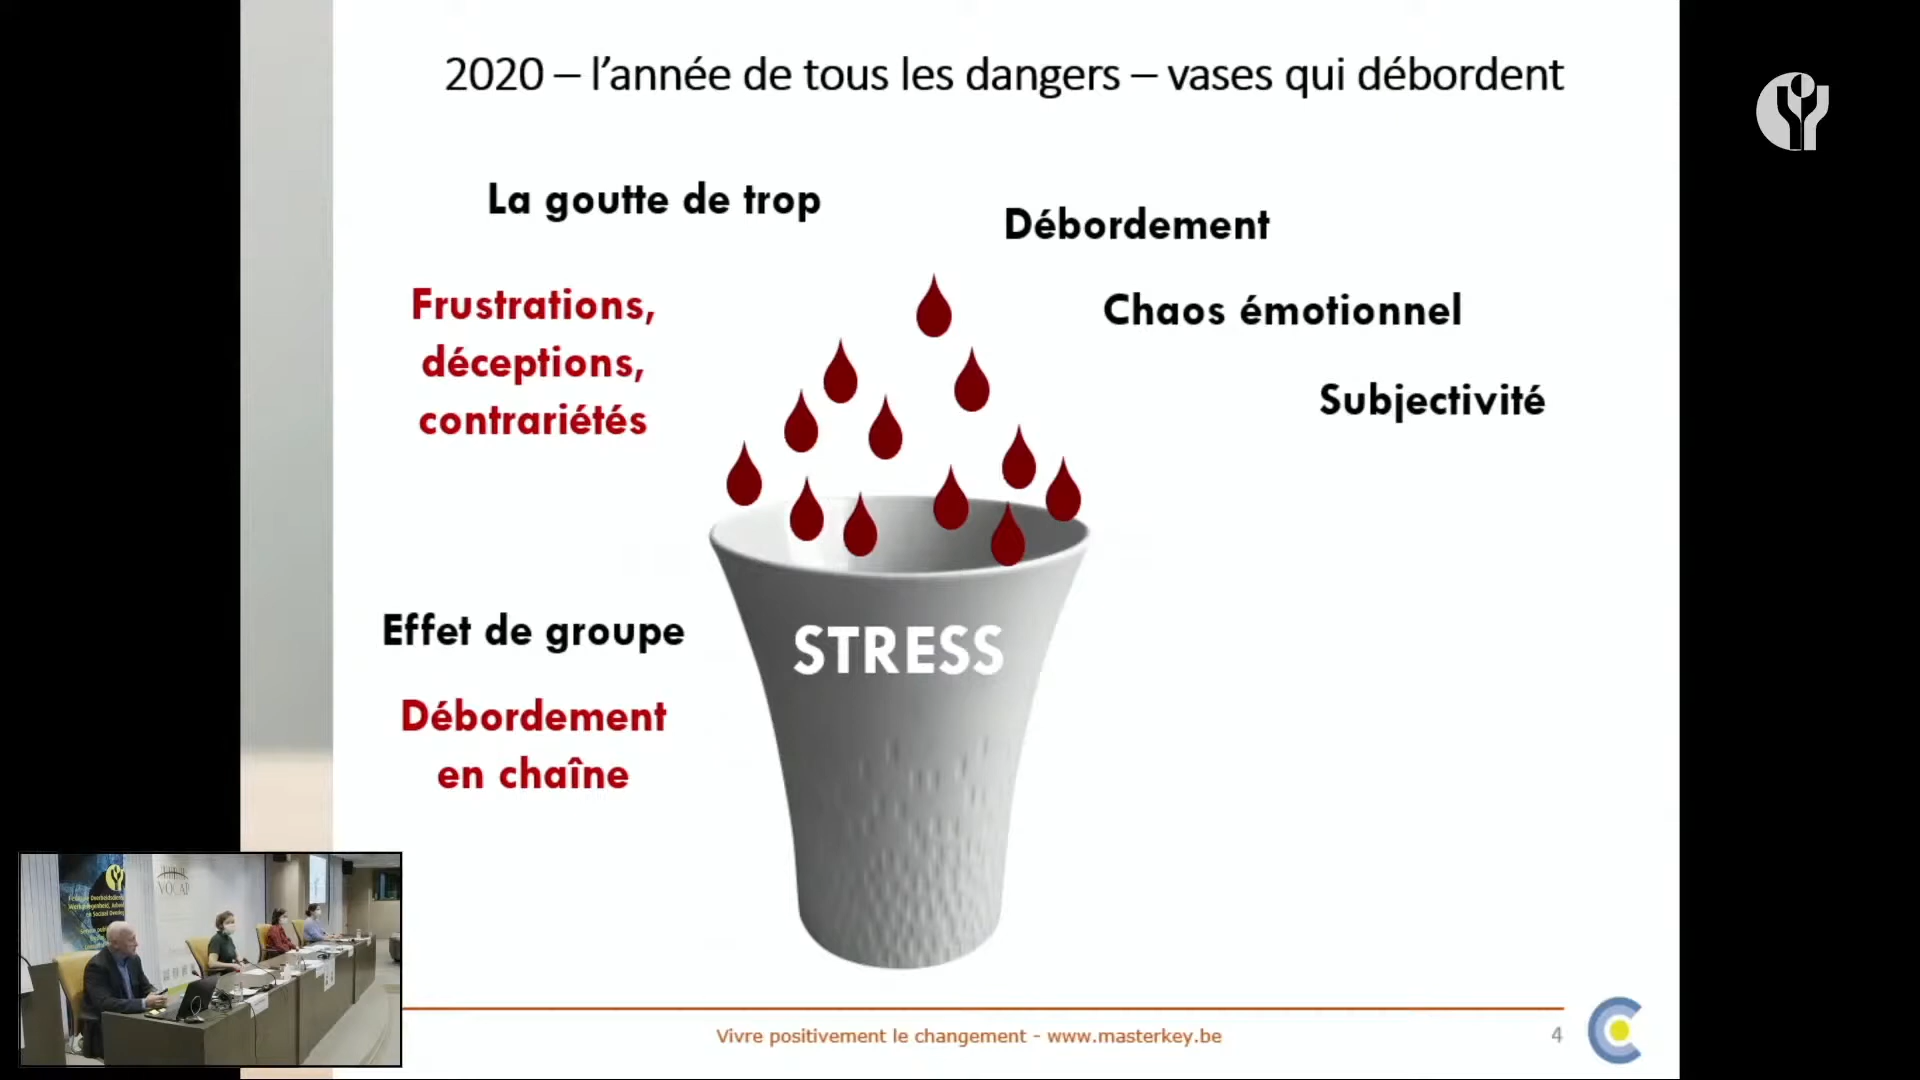 2020 – l’année de tous les dangers – vases qui débordent
La goutte de trop
Débordement
Frustrations,
déceptions,
contrariétés
Chaos émotionnel
Subjectivité
STRESS
Effet de groupe
Débordement
en chaîne
Vivre positivement le changement - www.masterkey.be
4